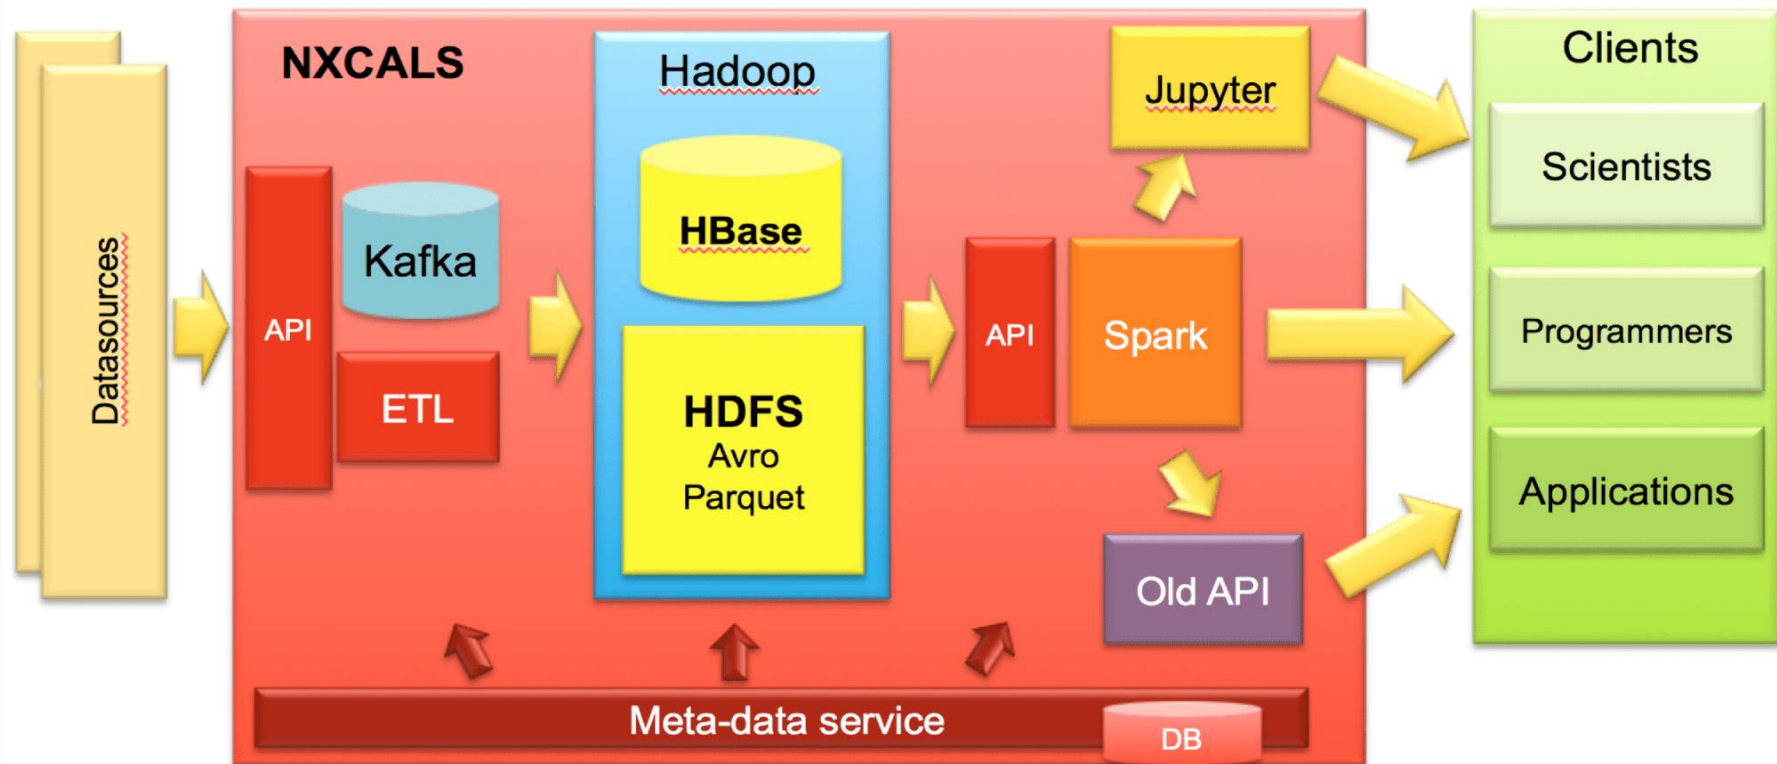 NXCALS
Datasources
API
Kafka
ETL
Hadoop
HBase
HDFS
Avro
Parquet
API
Spark
Jupyter
Old API
Meta-data service
DB
Clients
Scientists
Programmers
Applications